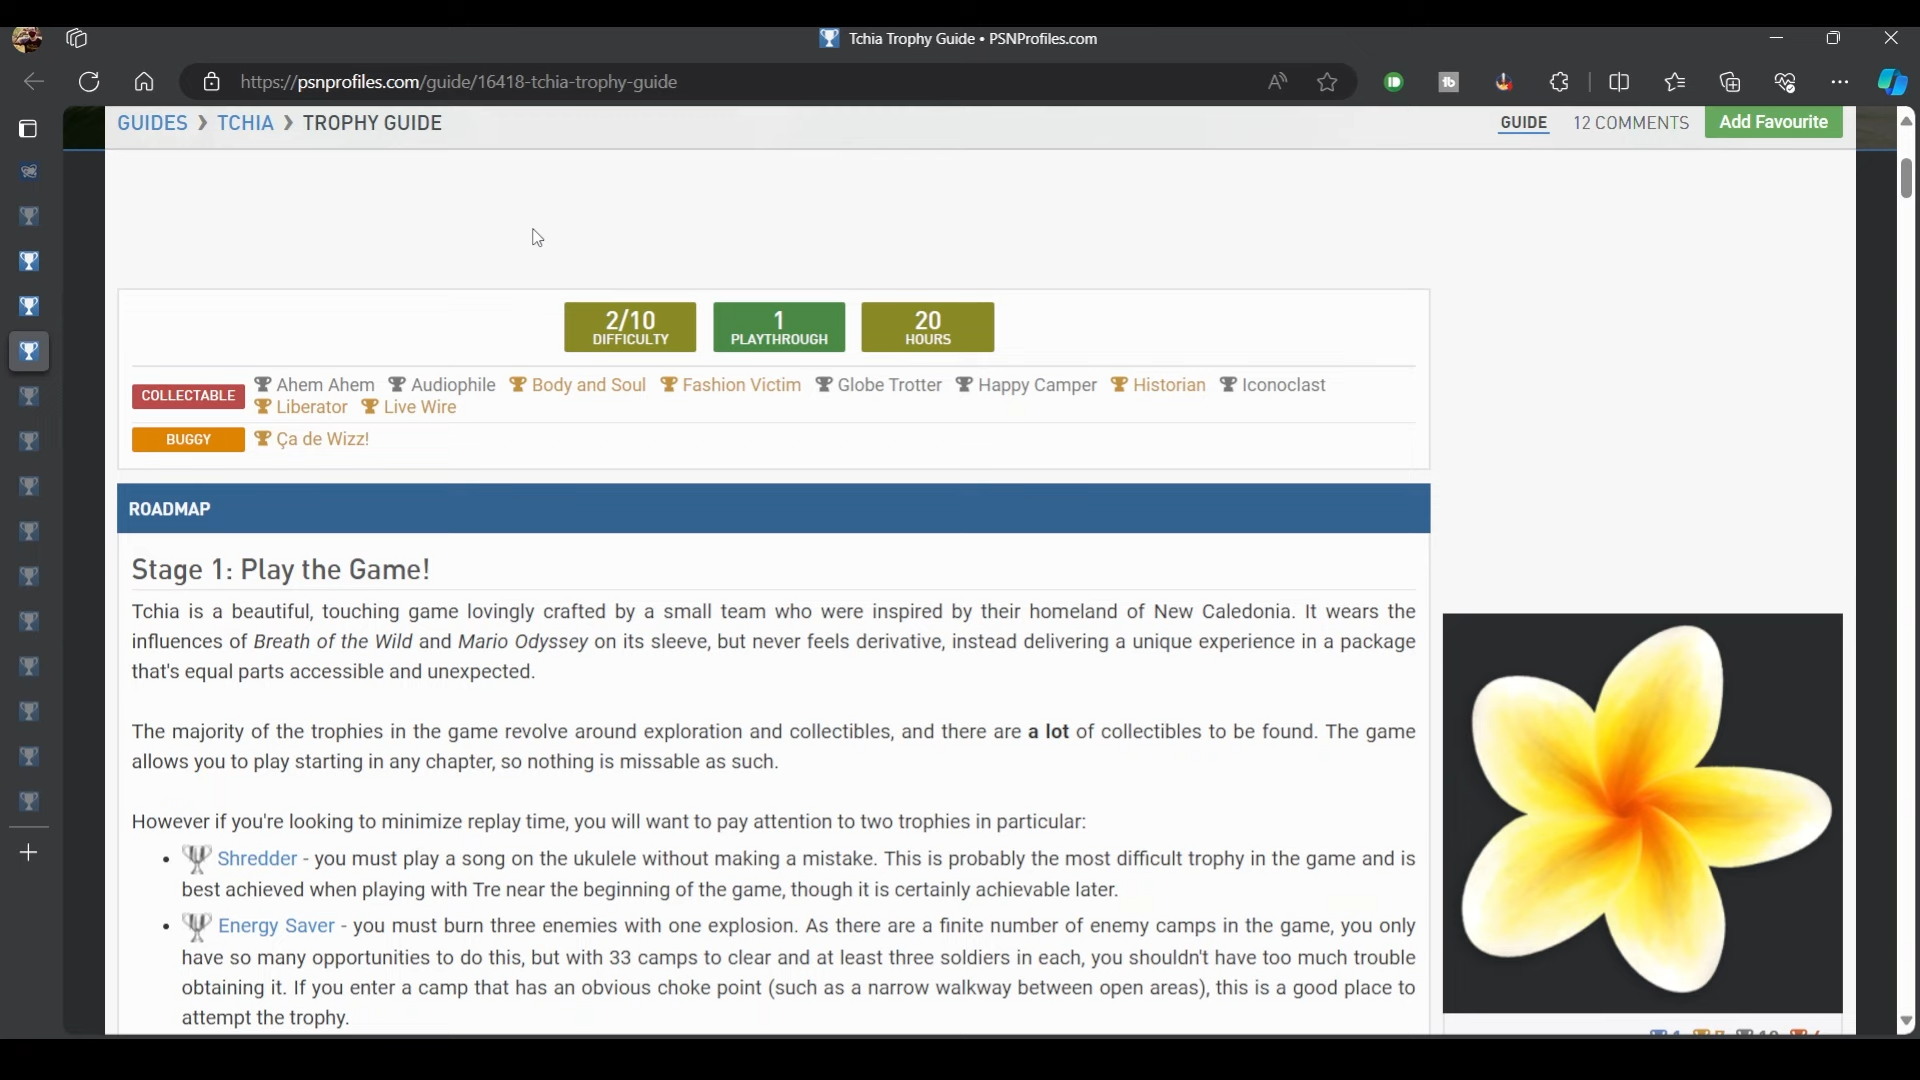 Tchia Trophy Guide • PSNProfiles.com
https://psnprofiles.com/guide/16418-tchia-trophy-guide
GUIDES > TCHIA > TROPHY GUIDE
GUIDE 12 COMMENTS Add Favourite
2/10 1 20
DIFFICULTY PLAYTHROUGH HOURS
COLLECTABLE Ahem Ahem Audiophile Body and Soul Fashion Victim Globe Trotter Happy Camper Historian Iconoclast
Liberator Live Wire
BUGGY Ça de Wizz!
ROADMAP
Stage 1: Play the Game!
Tchia is a beautiful, touching game lovingly crafted by a small team who were inspired by their homeland of New Caledonia. It wears the
influences of Breath of the Wild and Mario Odyssey on its sleeve, but never feels derivative, instead delivering a unique experience in a package
that's equal parts accessible and unexpected.
The majority of the trophies in the game revolve around exploration and collectibles, and there are a lot of collectibles to be found. The game
allows you to play starting in any chapter, so nothing is missable as such.
However if you're looking to minimize replay time, you will want to pay attention to two trophies in particular:
• Shredder - you must play a song on the ukulele without making a mistake. This is probably the most difficult trophy in the game and is
best achieved when playing with Tre near the beginning of the game, though it is certainly achievable later.
• Energy Saver - you must burn three enemies with one explosion. As there are a finite number of enemy camps in the game, you only
have so many opportunities to do this, but with 33 camps to clear and at least three soldiers in each, you shouldn't have too much trouble
obtaining it. If you enter a camp that has an obvious choke point (such as a narrow walkway between open areas), this is a good place to
attempt the trophy.